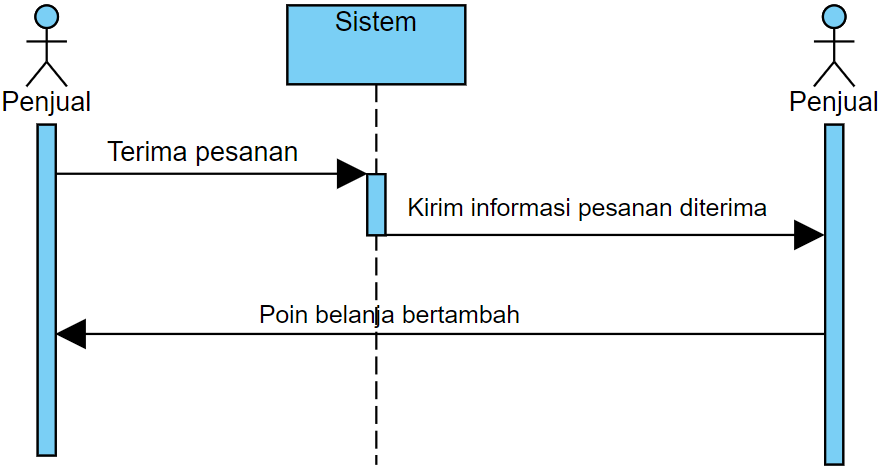 Sistem
Penjual
Penjual
Terima pesanan
Kirim informasi pesanan diterima
Poin belanja bertambah